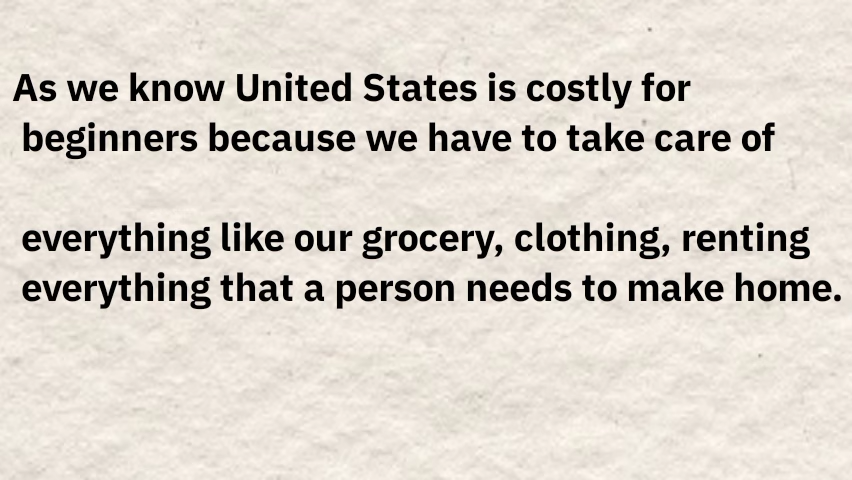 As we know United States is costly for
beginners because we have to take care of
everything like our grocery, clothing, renting
everything that a person needs to make home.